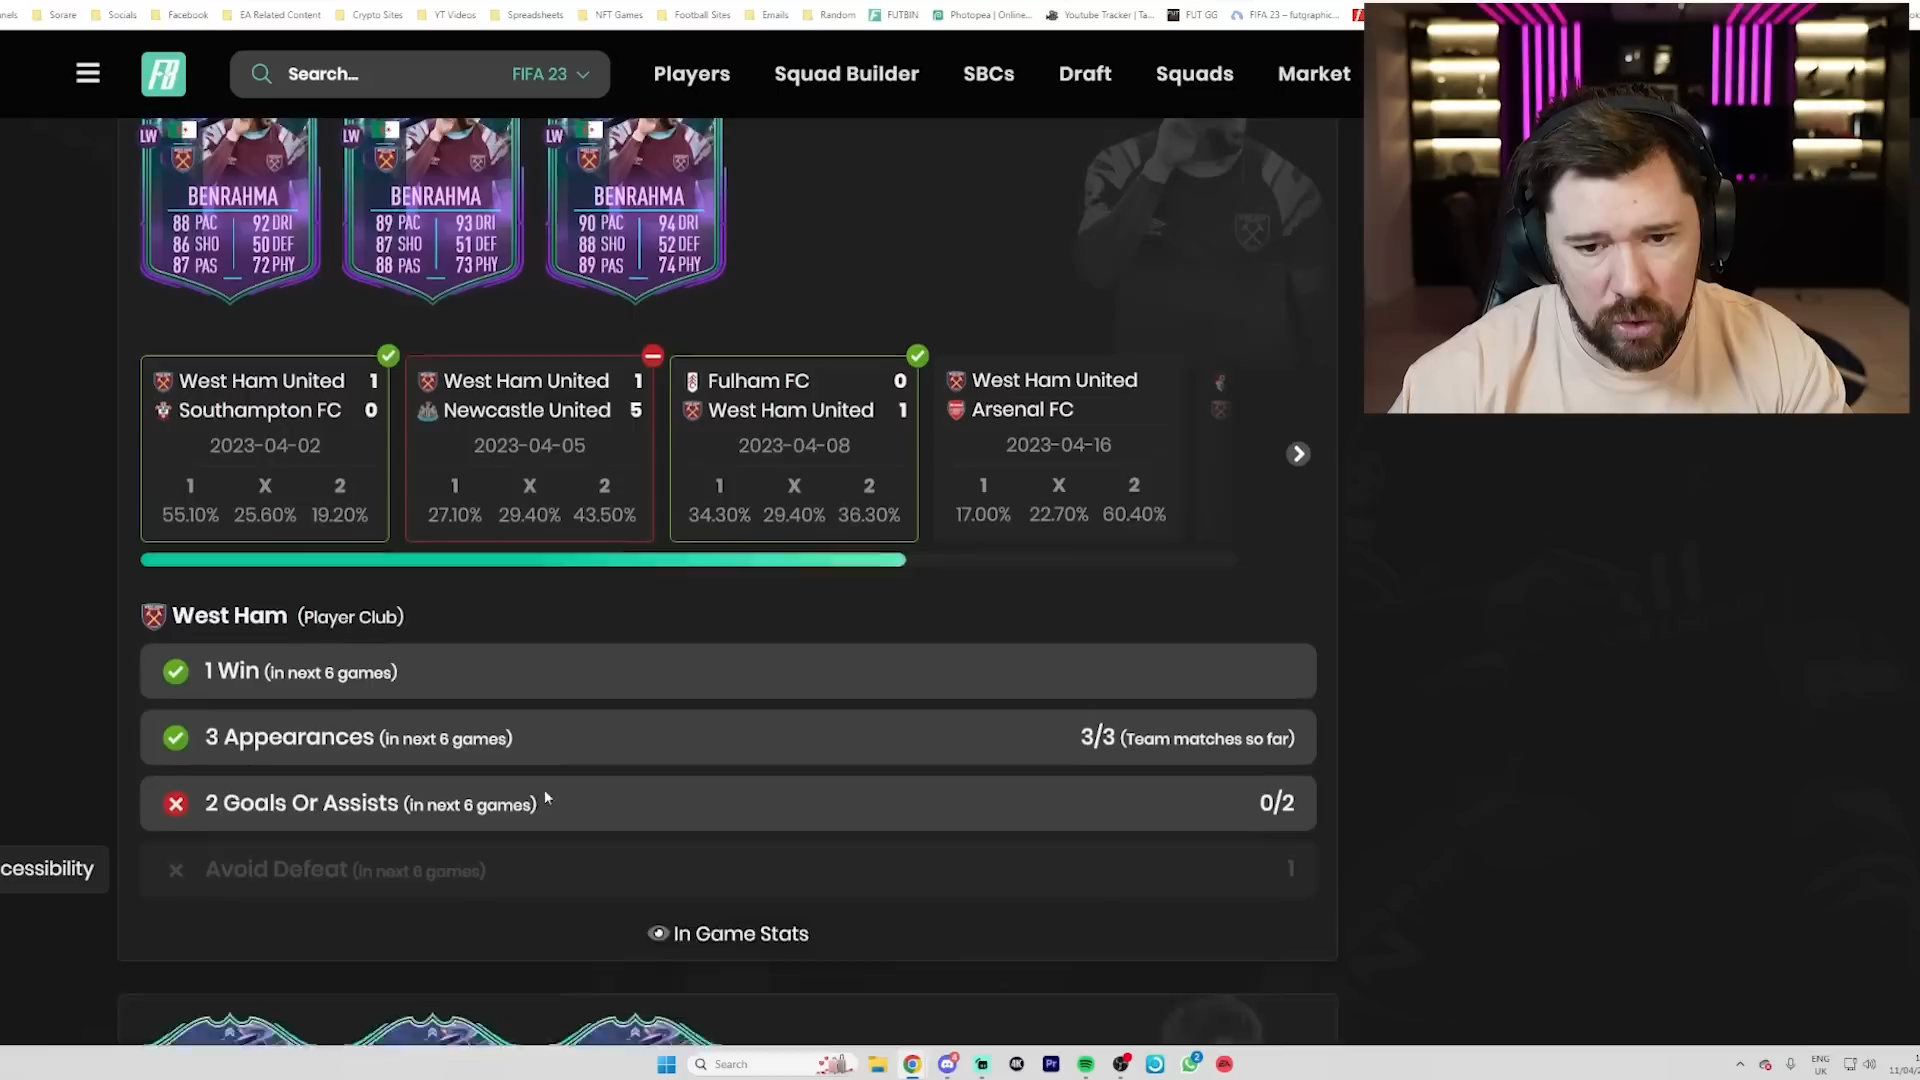 Sorare Socials Facebook EA Related Content Crypto Sites YT Videos Spreadsheets NFT Games Football Sites Emails Random FUTBIN Photopea | Online... Youtube Tracker | Ta... FUT GG FIFA 23 – futgraphic...
FB Search... FIFA 23 Players Squad Builder SBCs Draft Squads Market
LW LW LW
BENRAHMA BENRAHMA BENRAHMA
88 PAC 92 DRI 89 PAC 93 DRI 90 PAC 94 DRI
86 SHO 50 DEF 87 SHO 51 DEF 88 SHO 52 DEF
87 PAS 72 PHY 88 PAS 73 PHY 89 PAS 74 PHY
West Ham United 1 West Ham United 1 Fulham FC 0 West Ham United
Southampton FC 0 Newcastle United 5 West Ham United 1 Arsenal FC
2023-04-02 2023-04-05 2023-04-08 2023-04-16
1 X 2 1 X 2 1 X 2 1 X 2
55.10% 25.60% 19.20% 27.10% 29.40% 43.50% 34.30% 29.40% 36.30% 17.00% 22.70% 60.40%
West Ham (Player Club)
1 Win (in next 6 games)
3 Appearances (in next 6 games) 3/3 (Team matches so far)
2 Goals Or Assists (in next 6 games) 0/2
cessibility Avoid Defeat (in next 6 games) 1
In Game Stats
Search 4 4K Pr 2 EA ENG
UK 11/04/2